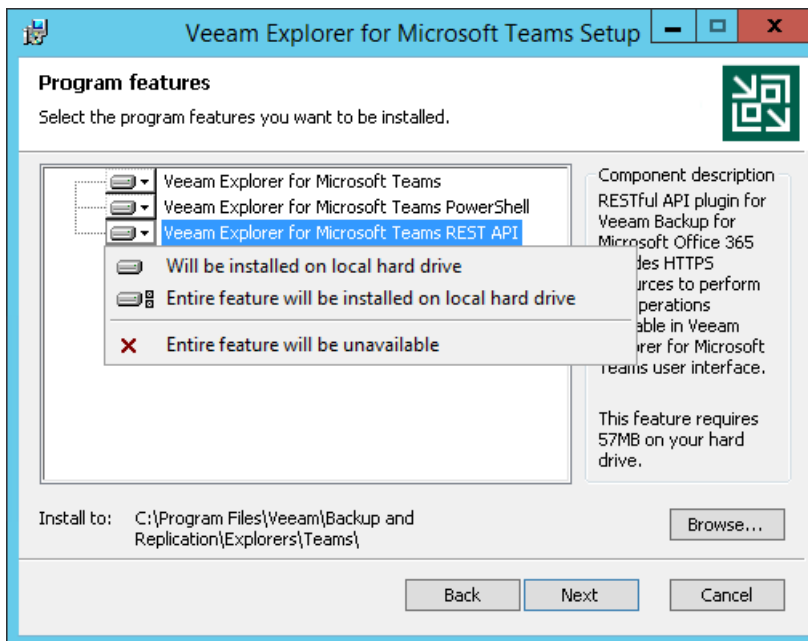 Veeam Explorer for Microsoft Teams Setup
Program features
Select the program features you want to be installed.
Veeam Explorer for Microsoft Teams
Veeam Explorer for Microsoft Teams PowerShell
Veeam Explorer for Microsoft Teams REST API
Will be installed on local hard drive
Entire feature will be installed on local hard drive
Entire feature will be unavailable
Component description
RESTful API plugin for
Veeam Backup for
Microsoft Office 365
HTTPS
to perform
in Veeam
for Microsoft
Teams user interface.
This feature requires
57MB on your hard
drive.
Install to:
C:\Program Files\Veeam\Backup and
Replication\Explorers\Teams\
Browse...
Back
Next
Cancel